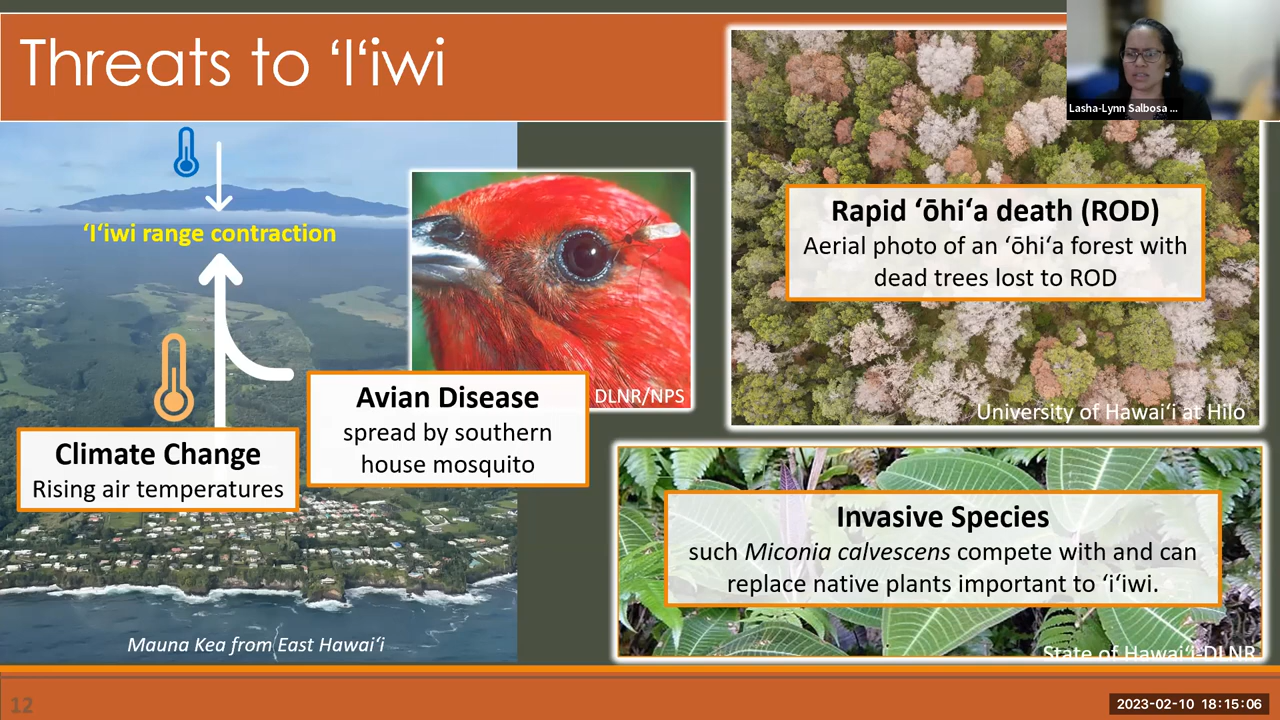 Threats to ʻIʻiwi
Lasha-Lynn Salbosa ...
ʻIʻiwi range contraction
Climate Change
Rising air temperatures
Mauna Kea from East Hawaiʻi
DLNR/NPS
Avian Disease
spread by southern
house mosquito
Rapid ʻōhiʻa death (ROD)
Aerial photo of an ʻōhiʻa forest with
dead trees lost to ROD
University of Hawaiʻi at Hilo
Invasive Species
such Miconia calvescens compete with and can
replace native plants important to ʻiʻiwi.
State of Hawaiʻi-DLNR
12
2023-02-10 18:15:06